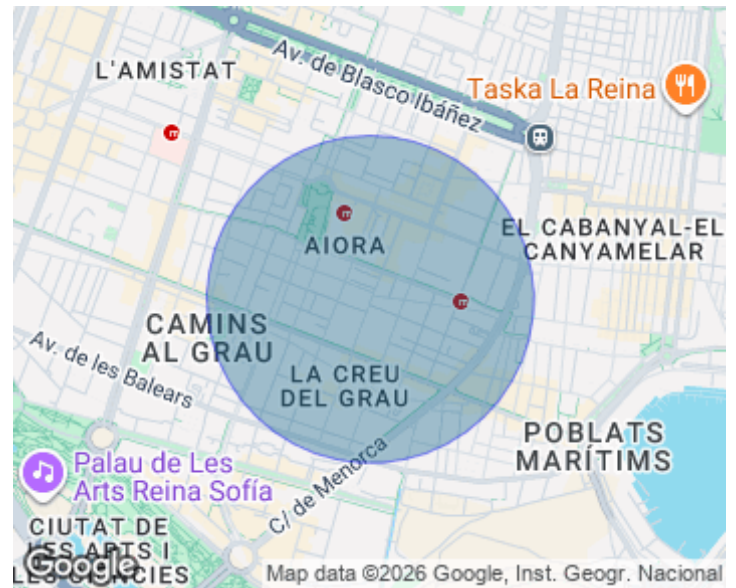 L'AMISTAT
Av. de Blasco Ibáñez
Taska La Reina
AIORA
EL CABANYAL-EL
CANYAMELAR
CAMINS
AL GRAU
Av. de les Balears
LA CREU
DEL GRAU
POBLATS
MARÍTIMS
C/ de Menorca
Palau de Les
Arts Reina Sofía
CIUTAT DE
LES ARTS I
LES CIÈNCIES
Google
Map data ©2026 Google, Inst. Geogr. Nacional